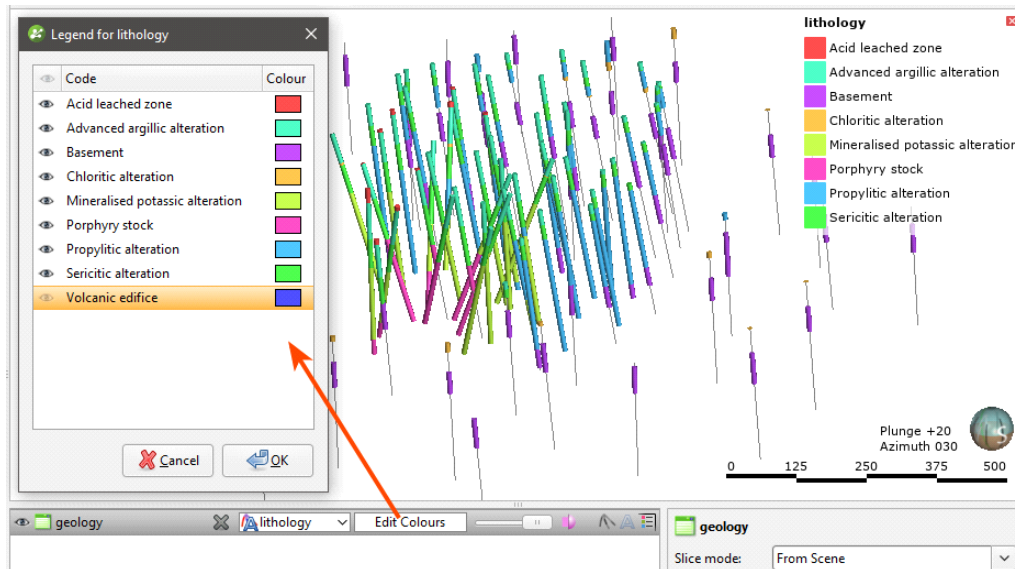 Legend for lithology
Code Colour
Acid leached zone
Advanced argillic alteration
Basement
Chloritic alteration
Mineralised potassic alteration
Porphyry stock
Propylitic alteration
Sericitic alteration
Volcanic edifice
Cancel OK
lithology
Acid leached zone
Advanced argillic alteration
Basement
Chloritic alteration
Mineralised potassic alteration
Porphyry stock
Propylitic alteration
Sericitic alteration
Plunge +20
Azimuth 030
S
0 125 250 375 500
geology lithology Edit Colours
geology
Slice mode: From Scene